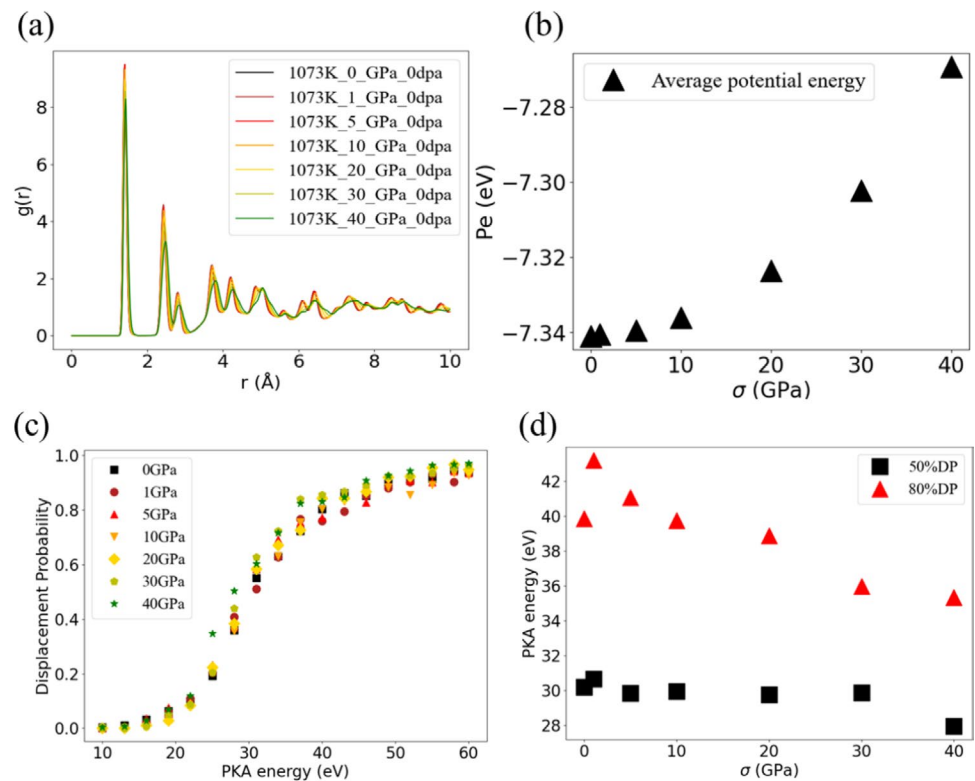 (a)
g(r)
8
6
4
2
0
1073K_0_GPa_0dpa
1073K_1_GPa_0dpa
1073K_5_GPa_0dpa
1073K_10_GPa_0dpa
1073K_20_GPa_0dpa
1073K_30_GPa_0dpa
1073K_40_GPa_0dpa
0 2 4 6 8 10
r (Å)
(b)
Pe (eV)
−7.28
−7.30
−7.32
−7.34
Average potential energy
0 10 20 30 40
σ (GPa)
(c)
Displacement Probability
1.0
0.8
0.6
0.4
0.2
0.0
0GPa
1GPa
5GPa
10GPa
20GPa
30GPa
40GPa
10 20 30 40 50 60
PKA energy (eV)
(d)
PKA energy (eV)
42
40
38
36
34
32
30
28
50%DP
80%DP
0 10 20 30 40
σ (GPa)